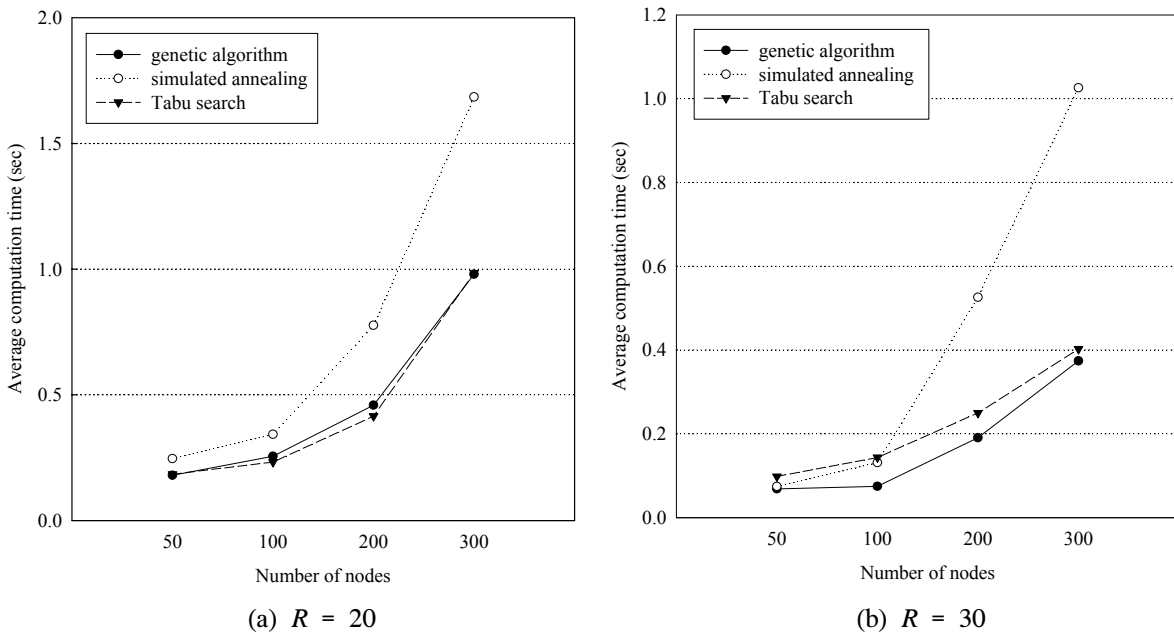 2.0
1.5
1.0
0.5
0.0
Average computation time (sec)
genetic algorithm
simulated annealing
Tabu search
50 100 200 300
Number of nodes
(a) R = 20
1.2
1.0
0.8
0.6
0.4
0.2
0.0
Average computation time (sec)
genetic algorithm
simulated annealing
Tabu search
50 100 200 300
Number of nodes
(b) R = 30